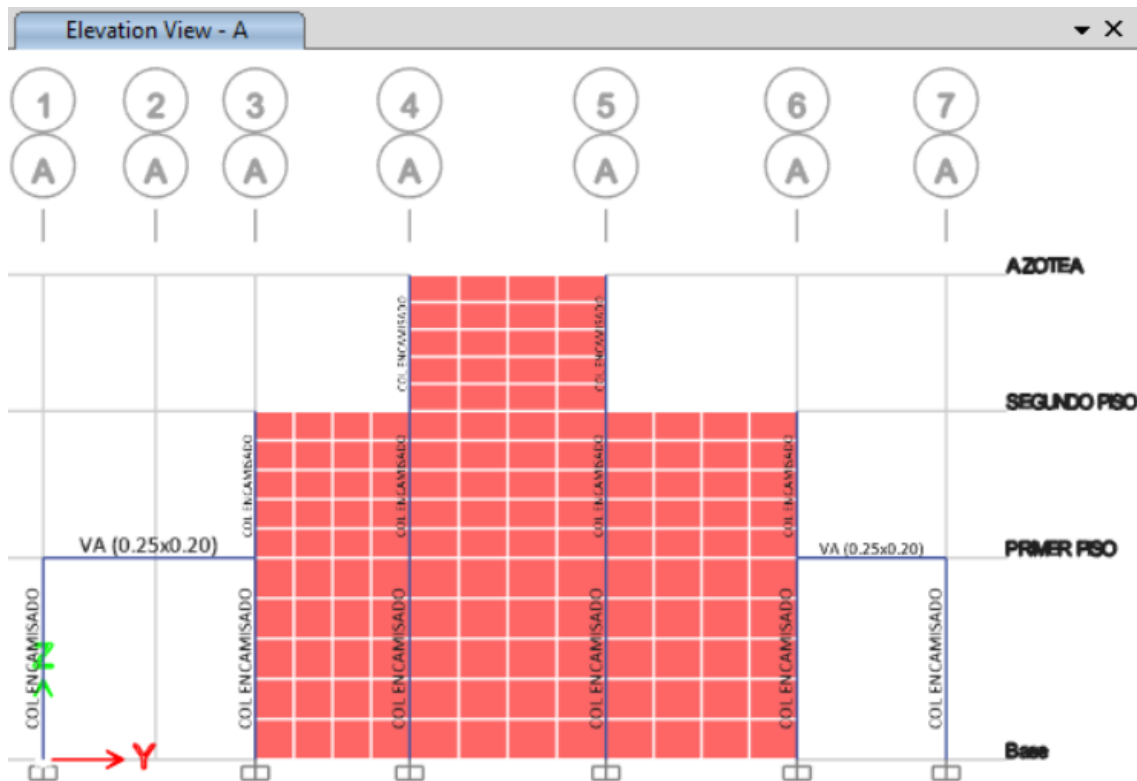 Elevation View - A
1 2 3 4 5 6 7
A A A A A A A
AZOTEA
COL ENCAMISADO COL ENCAMISADO
SEGUNDO PISO
COL ENCAMISADO COL ENCAMISADO COL ENCAMISADO COL ENCAMISADO
VA (0.25x0.20) VA (0.25x0.20)
PRIMER PISO
COL ENCAMISADO COL ENCAMISADO COL ENCAMISADO COL ENCAMISADO COL ENCAMISADO COL ENCAMISADO
Z
Y
Base